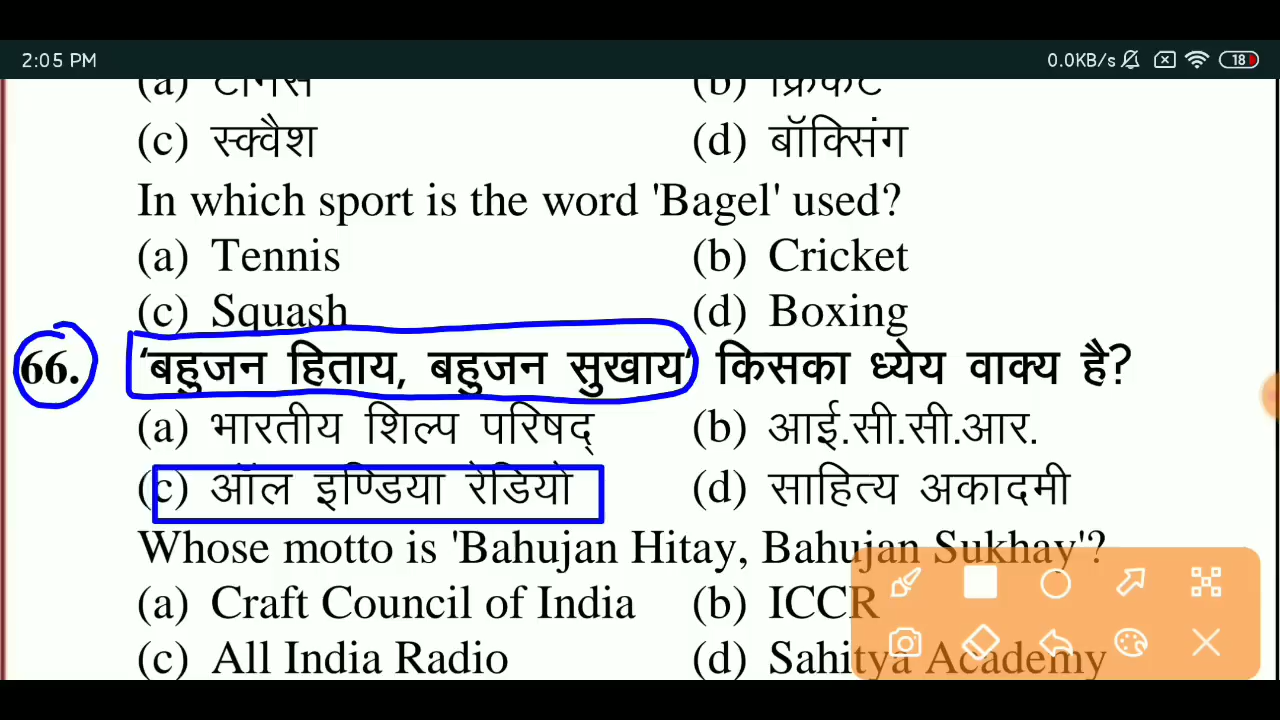 2:05 PM 0.0KB/s 18
(a) टेनिस (b) क्रिकेट
(c) स्क्वैश (d) बॉक्सिंग
In which sport is the word 'Bagel' used?
(a) Tennis (b) Cricket
(c) Squash (d) Boxing
66. 'बहुजन हिताय, बहुजन सुखाय' किसका ध्येय वाक्य है?
(a) भारतीय शिल्प परिषद् (b) आई.सी.सी.आर.
(c) ऑल इण्डिया रेडियो (d) साहित्य अकादमी
Whose motto is 'Bahujan Hitay, Bahujan Sukhay'?
(a) Craft Council of India (b) ICCR
(c) All India Radio (d) Sahitya Academy